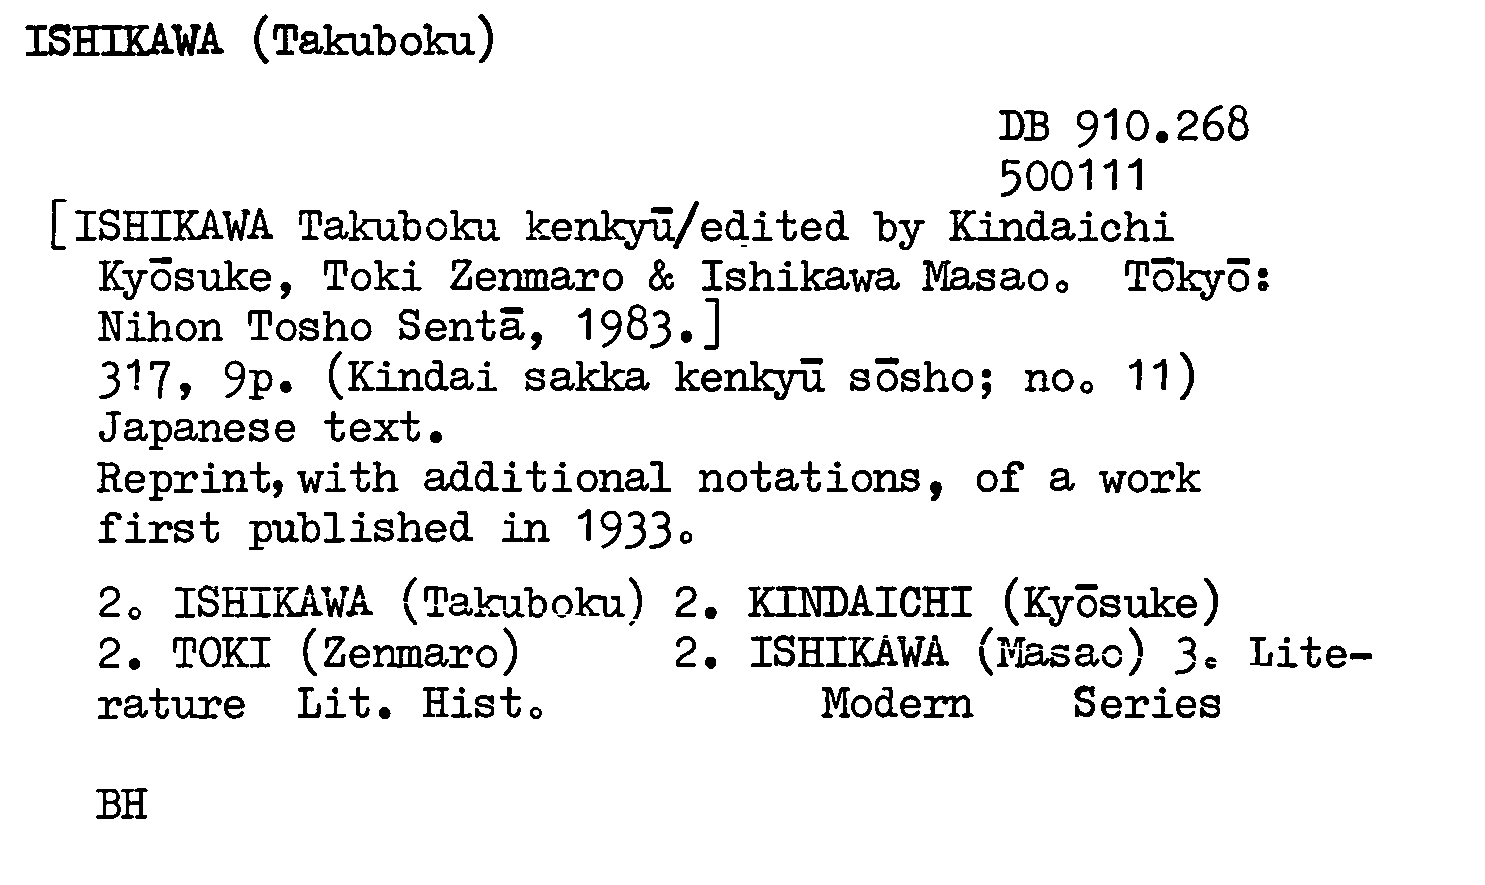 ISHIKAWA (Takuboku)
DB 910.268
500111
[ISHIKAWA Takuboku kenkyū/edited by Kindaichi
Kyōsuke, Toki Zenmaro & Ishikawa Masao. Tōkyō:
Nihon Tosho Sentā, 1983.]
317, 9p. (Kindai sakka kenkyū sōsho; no. 11)
Japanese text.
Reprint, with additional notations, of a work
first published in 1933.
2. ISHIKAWA (Takuboku) 2. KINDAICHI (Kyōsuke)
2. TOKI (Zenmaro) 2. ISHIKAWA (Masao) 3. Lite-
rature Lit. Hist. Modern Series
BH